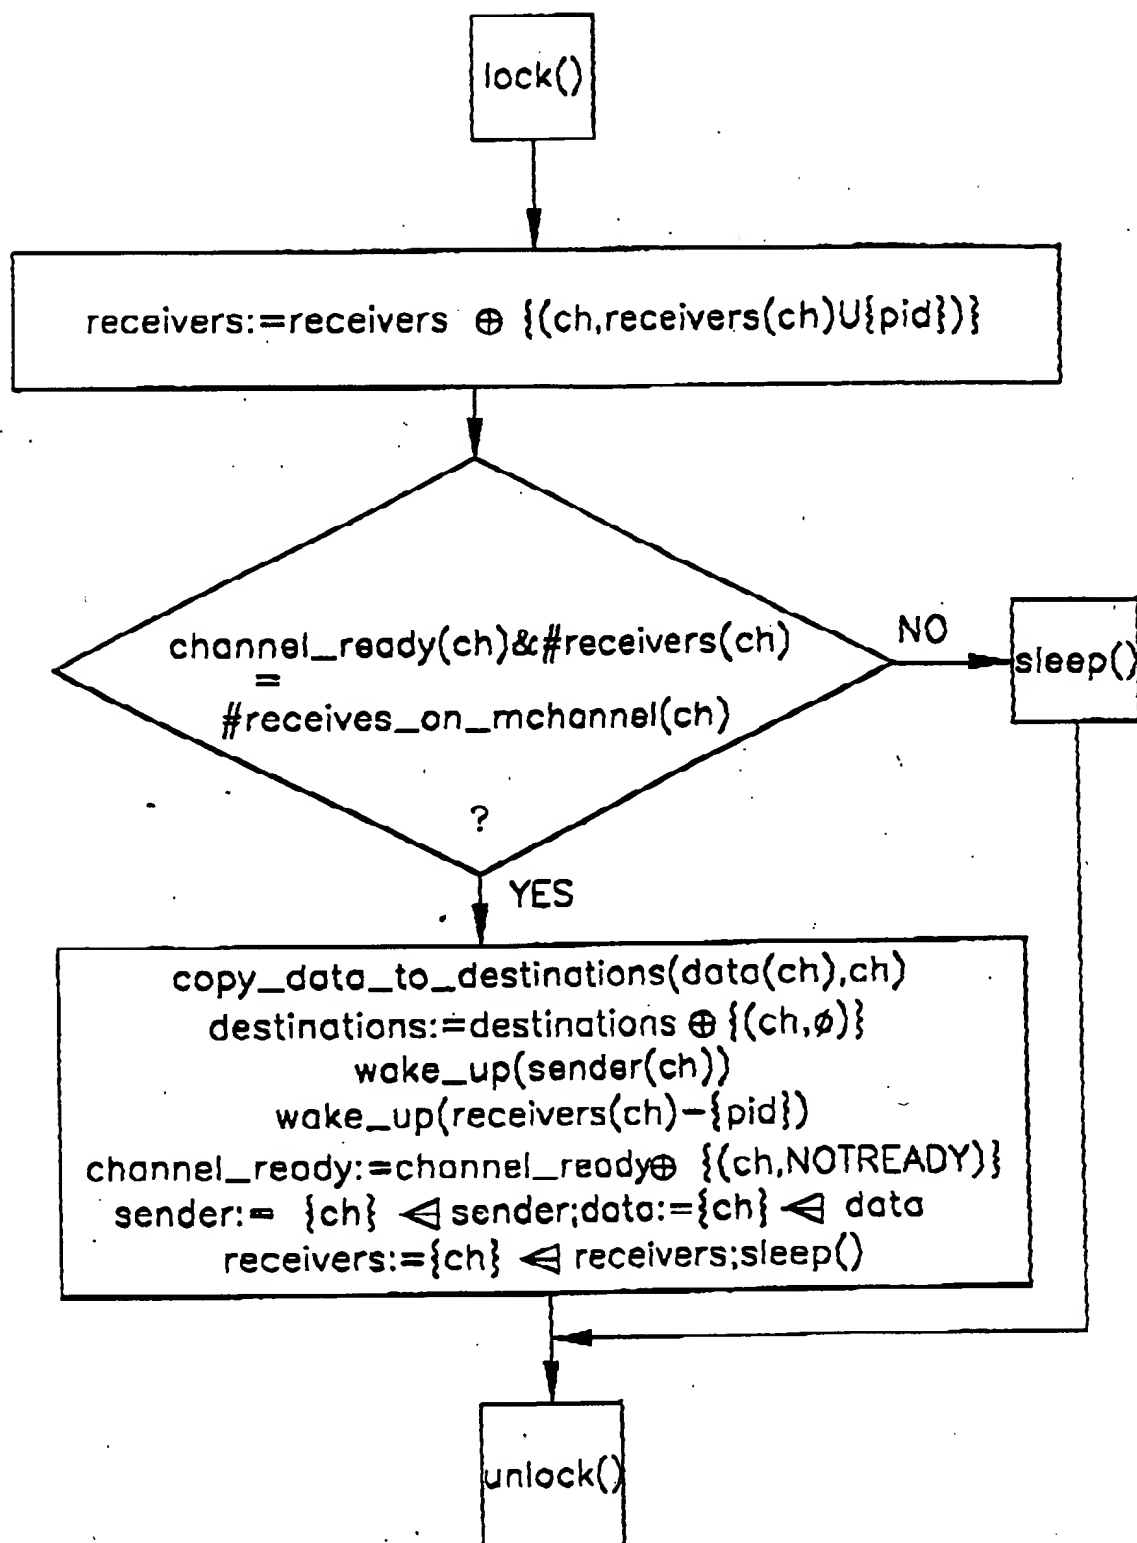 lock()
receivers:=receivers ⊕ {(ch,receivers(ch)U{pid})}
channel_ready(ch)&#receivers(ch)
=
#receives_on_mchannel(ch)
?
NO
sleep()
YES
copy_data_to_destinations(data(ch),ch)
destinations:=destinations ⊕ {(ch,ø)}
wake_up(sender(ch))
wake_up(receivers(ch)-{pid})
channel_ready:=channel_ready⊕ {(ch,NOTREADY)}
sender:= {ch} ⩤ sender;data:={ch} ⩤ data
receivers:={ch} ⩤ receivers;sleep()
unlock()